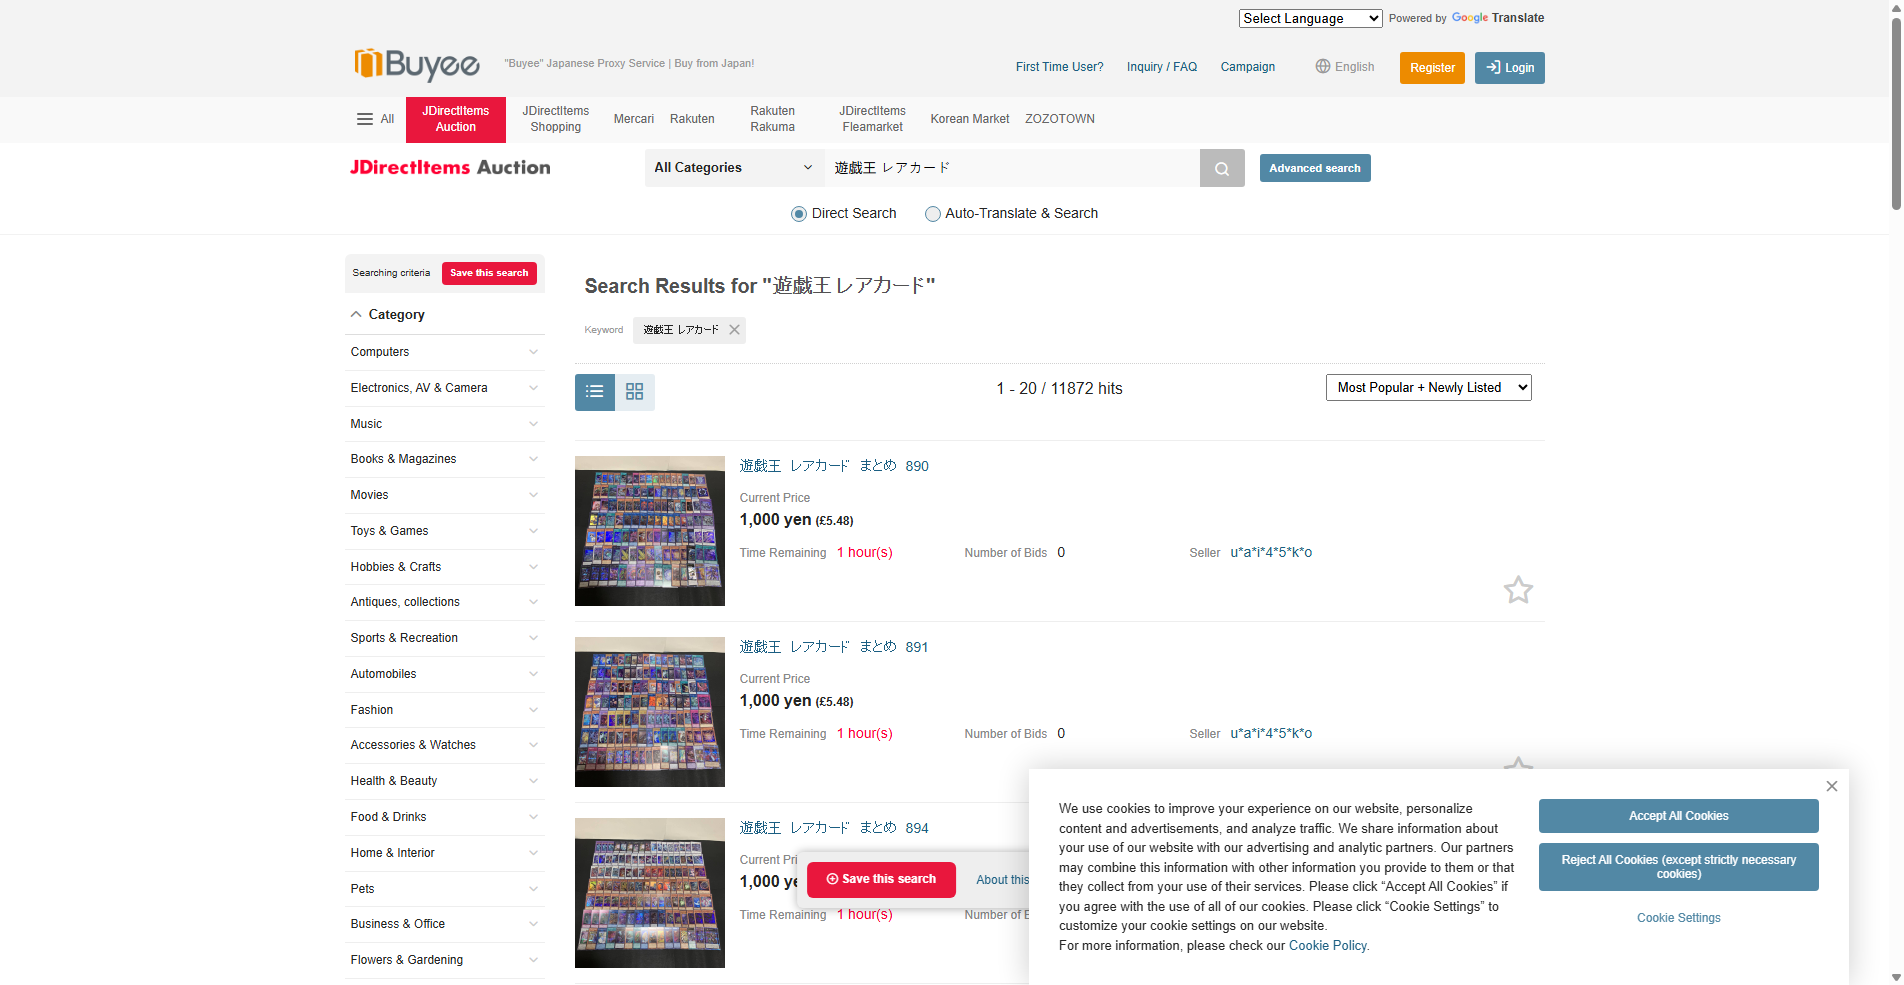 Select Language
Powered by Google Translate
Buyee
"Buyee" Japanese Proxy Service | Buy from Japan!
First Time User?
Inquiry / FAQ
Campaign
English
Register
Login
All
JDirectItems Auction
JDirectItems Shopping
Mercari
Rakuten
Rakuten Rakuma
JDirectItems Fleamarket
Korean Market
ZOZOTOWN
JDirectItems Auction
All Categories
遊戯王 レアカード
Advanced search
Direct Search
Auto-Translate & Search
Searching criteria
Save this search
Category
Computers
Electronics, AV & Camera
Music
Books & Magazines
Movies
Toys & Games
Hobbies & Crafts
Antiques, collections
Sports & Recreation
Automobiles
Fashion
Accessories & Watches
Health & Beauty
Food & Drinks
Home & Interior
Pets
Business & Office
Flowers & Gardening
Search Results for "遊戯王 レアカード"
Keyword 遊戯王 レアカード
1 - 20 / 11872 hits
Most Popular + Newly Listed
遊戯王 レアカード まとめ 890
Current Price
1,000 yen (£5.48)
Time Remaining 1 hour(s) Number of Bids 0 Seller u*a*i*4*5*k*o
遊戯王 レアカード まとめ 891
Current Price
1,000 yen (£5.48)
Time Remaining 1 hour(s) Number of Bids 0 Seller u*a*i*4*5*k*o
遊戯王 レアカード まとめ 894
Current Pri
1,000 ye
Time Remaining 1 hour(s) Number of
Save this search
About this
We use cookies to improve your experience on our website, personalize
content and advertisements, and analyze traffic. We share information about
your use of our website with our advertising and analytic partners. Our partners
may combine this information with other information you provide to them or that
they collect from your use of their services. Please click “Accept All Cookies” if
you agree with the use of all of our cookies. Please click “Cookie Settings” to
customize your cookie settings on our website.
For more information, please check our Cookie Policy.
Accept All Cookies
Reject All Cookies (except strictly necessary
cookies)
Cookie Settings